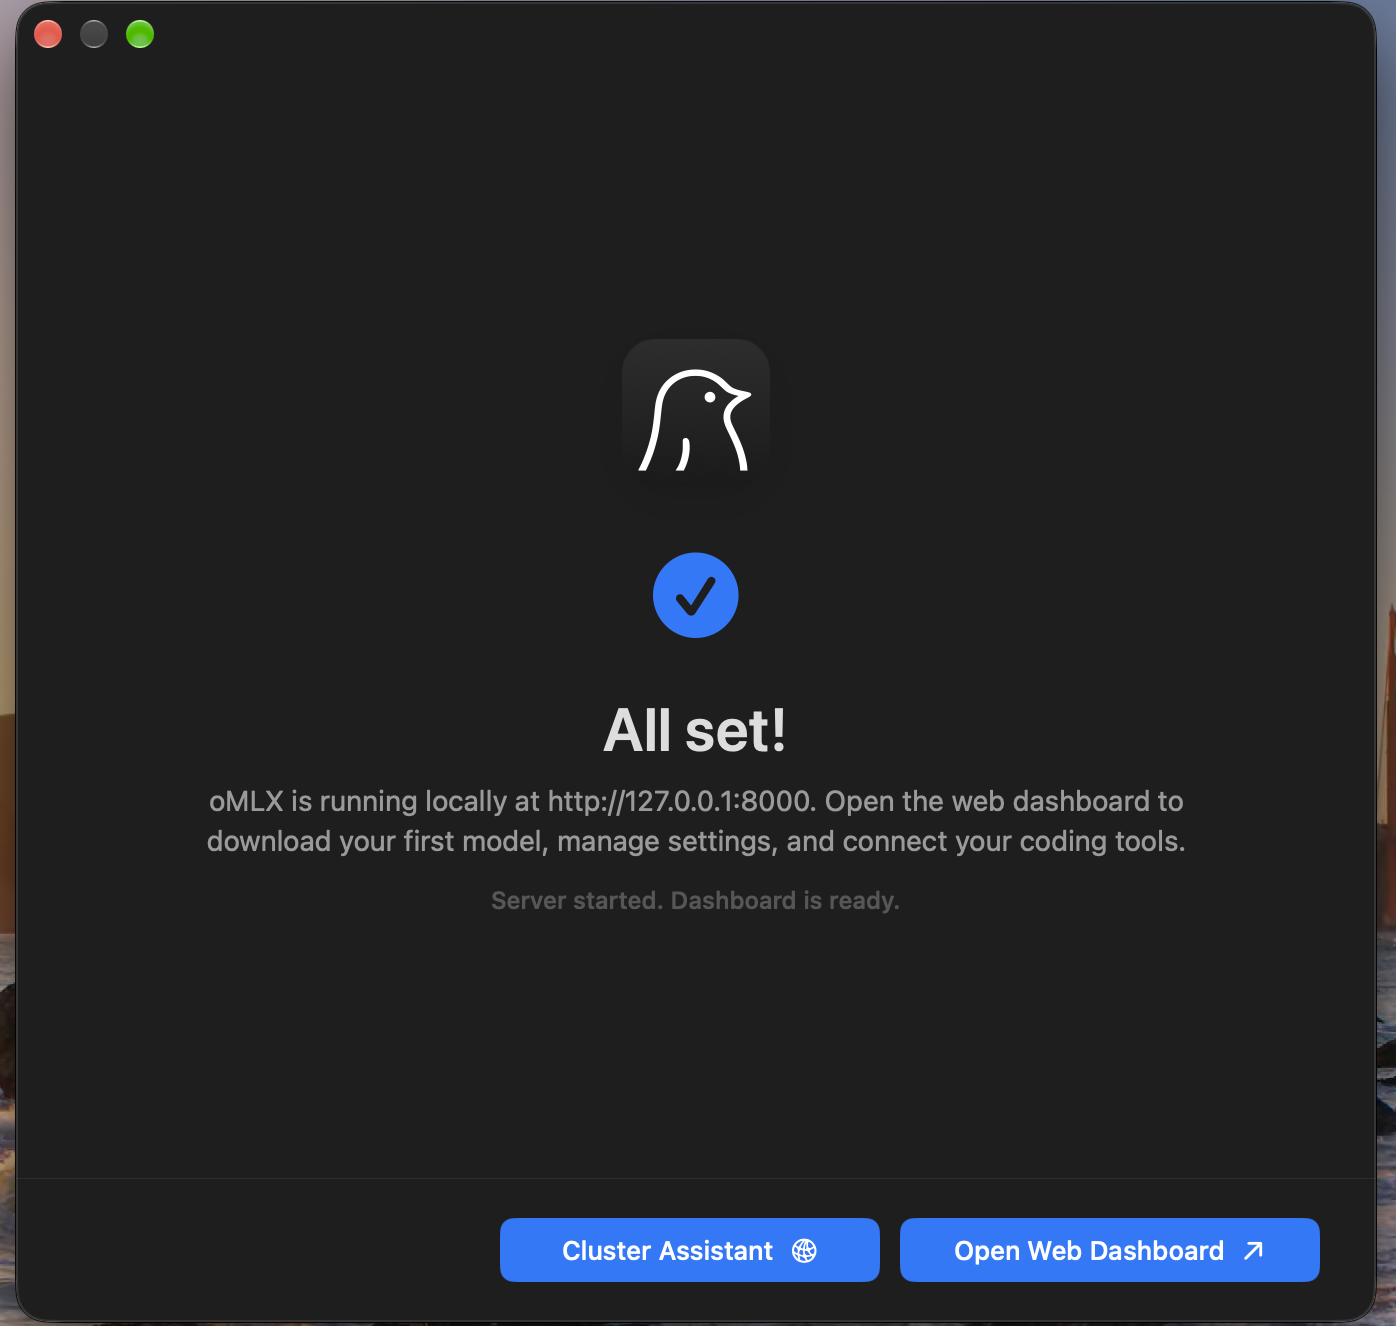 All set!
oMLX is running locally at http://127.0.0.1:8000. Open the web dashboard to
download your first model, manage settings, and connect your coding tools.
Server started. Dashboard is ready.
Cluster Assistant
Open Web Dashboard